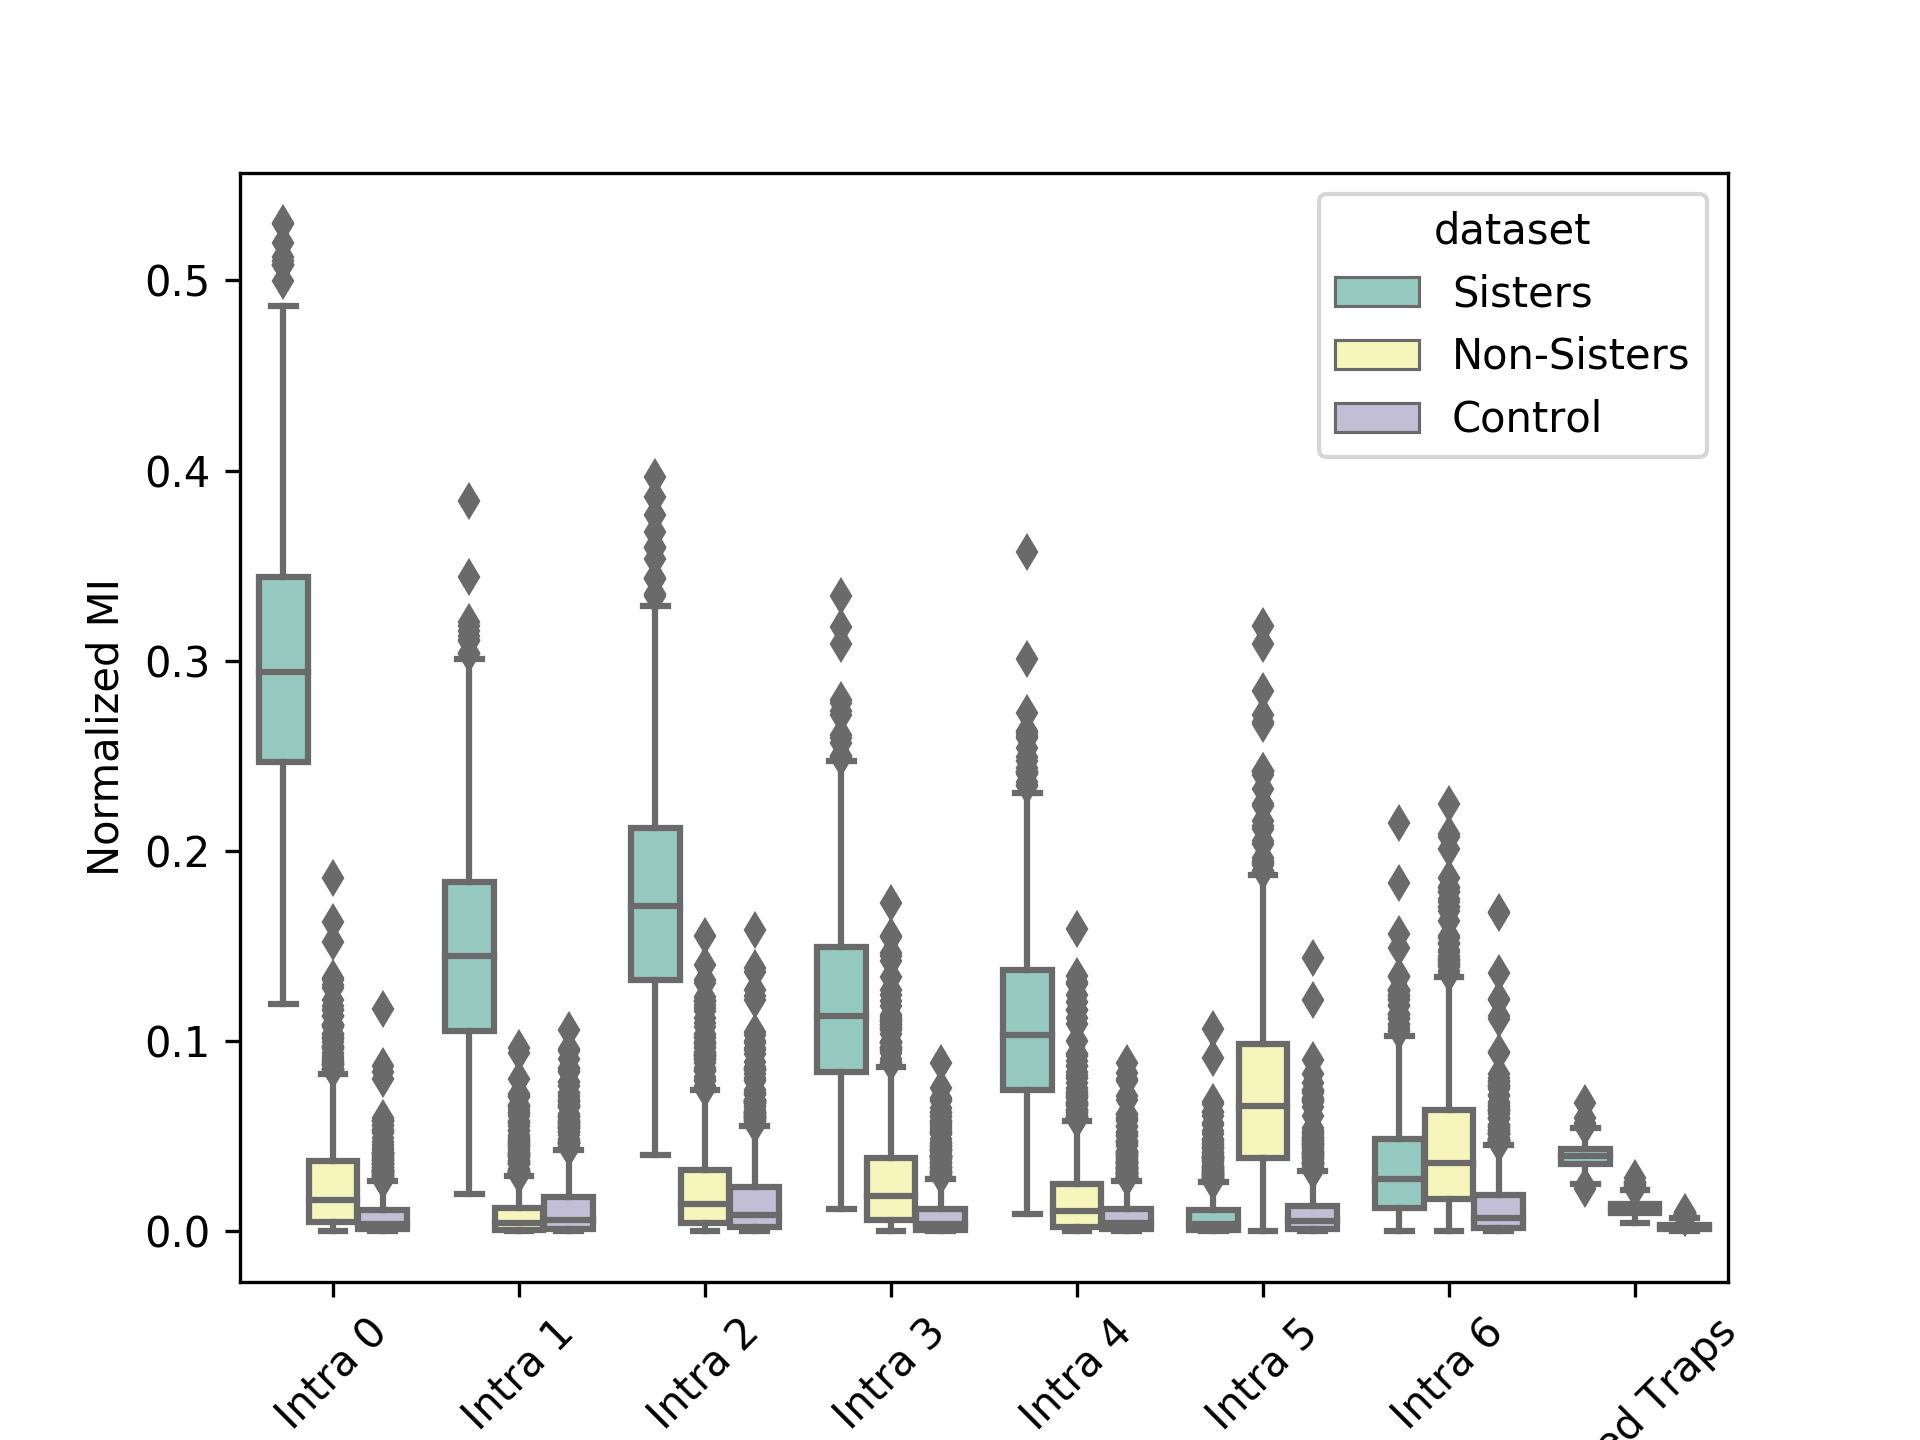 dataset
Sisters
Non-Sisters
Control
Normalized MI
0.5
0.4
0.3
0.2
0.1
0.0
Intra 0
Intra 1
Intra 2
Intra 3
Intra 4
Intra 5
Intra 6
Traps